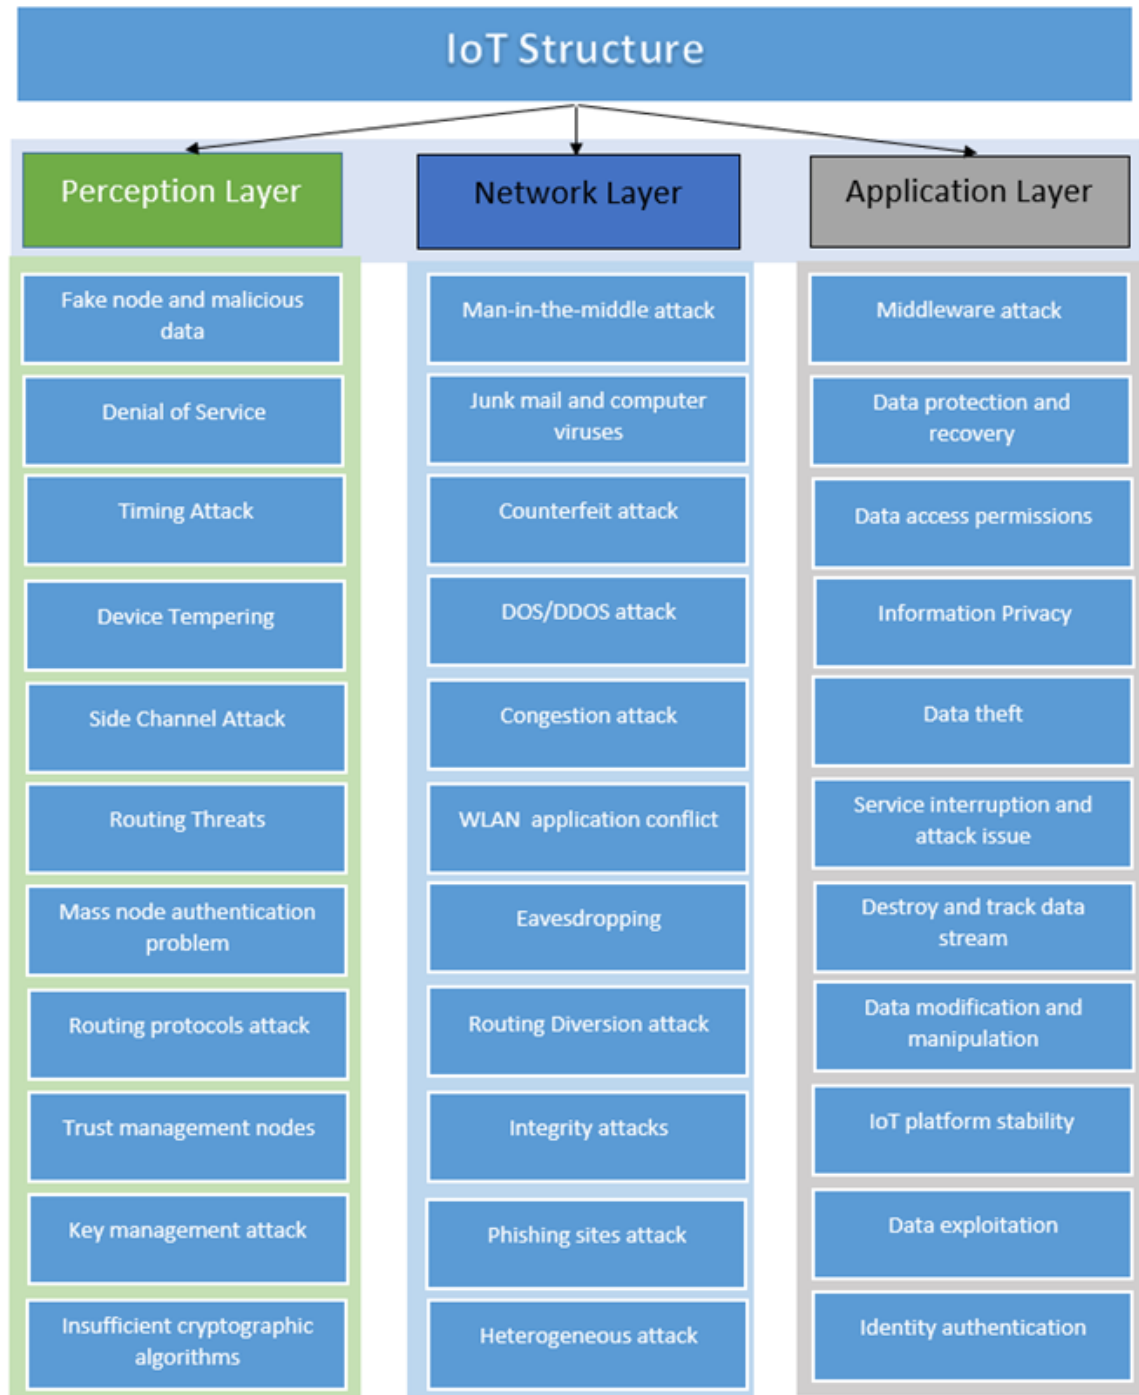 IoT Structure
Perception Layer
Fake node and malicious
data
Denial of Service
Timing Attack
Device Tempering
Side Channel Attack
Routing Threats
Mass node authentication
problem
Routing protocols attack
Trust management nodes
Key management attack
Insufficient cryptographic
algorithms
Network Layer
Man-in-the-middle attack
Junk mail and computer
viruses
Counterfeit attack
DOS/DDOS attack
Congestion attack
WLAN application conflict
Eavesdropping
Routing Diversion attack
Integrity attacks
Phishing sites attack
Heterogeneous attack
Application Layer
Middleware attack
Data protection and
recovery
Data access permissions
Information Privacy
Data theft
Service interruption and
attack issue
Destroy and track data
stream
Data modification and
manipulation
IoT platform stability
Data exploitation
Identity authentication